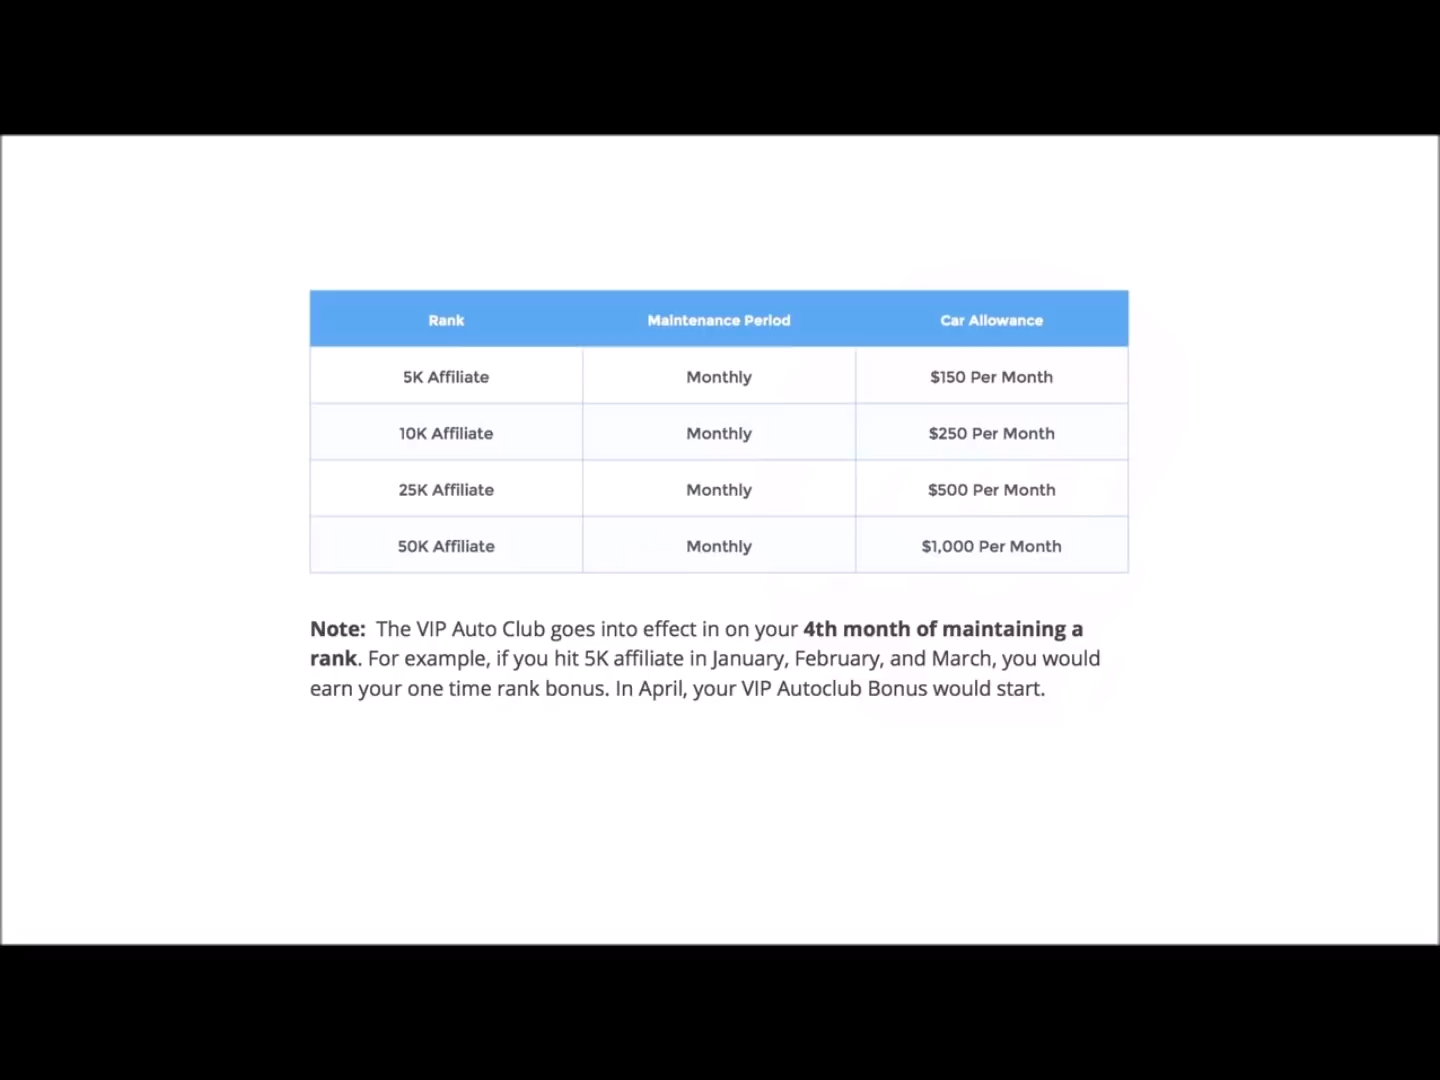 Rank Maintenance Period Car Allowance
5K Affiliate Monthly $150 Per Month
10K Affiliate Monthly $250 Per Month
25K Affiliate Monthly $500 Per Month
50K Affiliate Monthly $1,000 Per Month
Note: The VIP Auto Club goes into effect in on your 4th month of maintaining a
rank. For example, if you hit 5K affiliate in January, February, and March, you would
earn your one time rank bonus. In April, your VIP Autoclub Bonus would start.